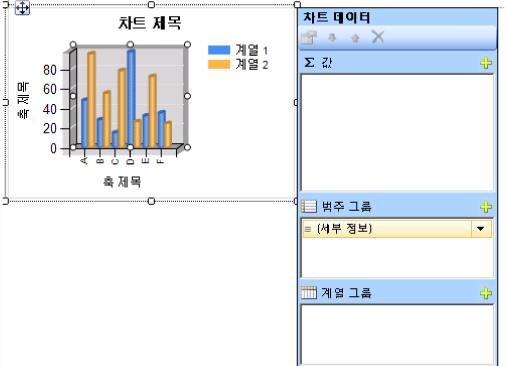 차트 제목
계열 1
계열 2
축 제목
80
60
40
20
0
A B C D E F
축 제목
차트 데이터
Σ 값
범주 그룹
(세부 정보)
계열 그룹